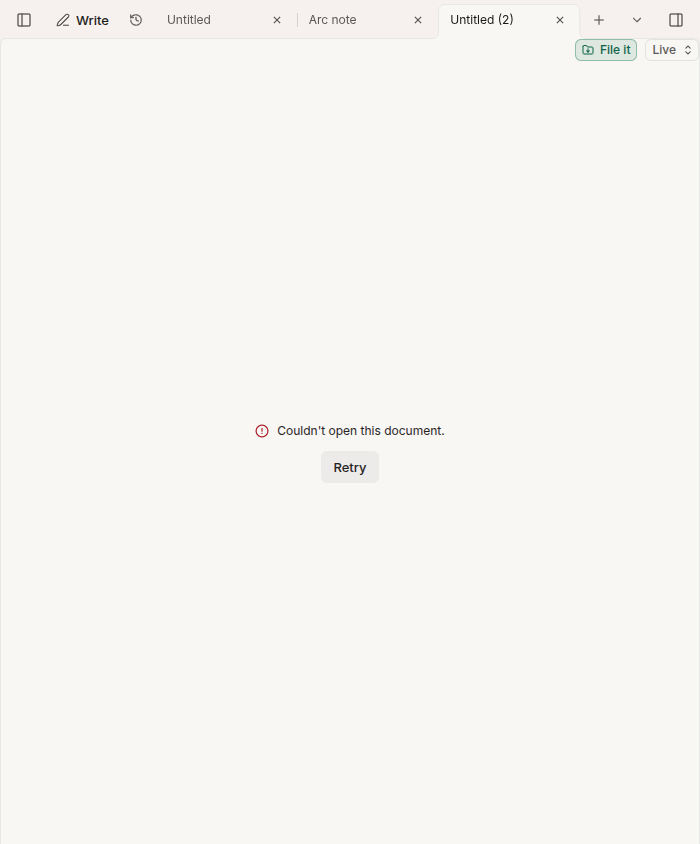 Write
Untitled
Arc note
Untitled (2)
File it
Live
Couldn't open this document.
Retry